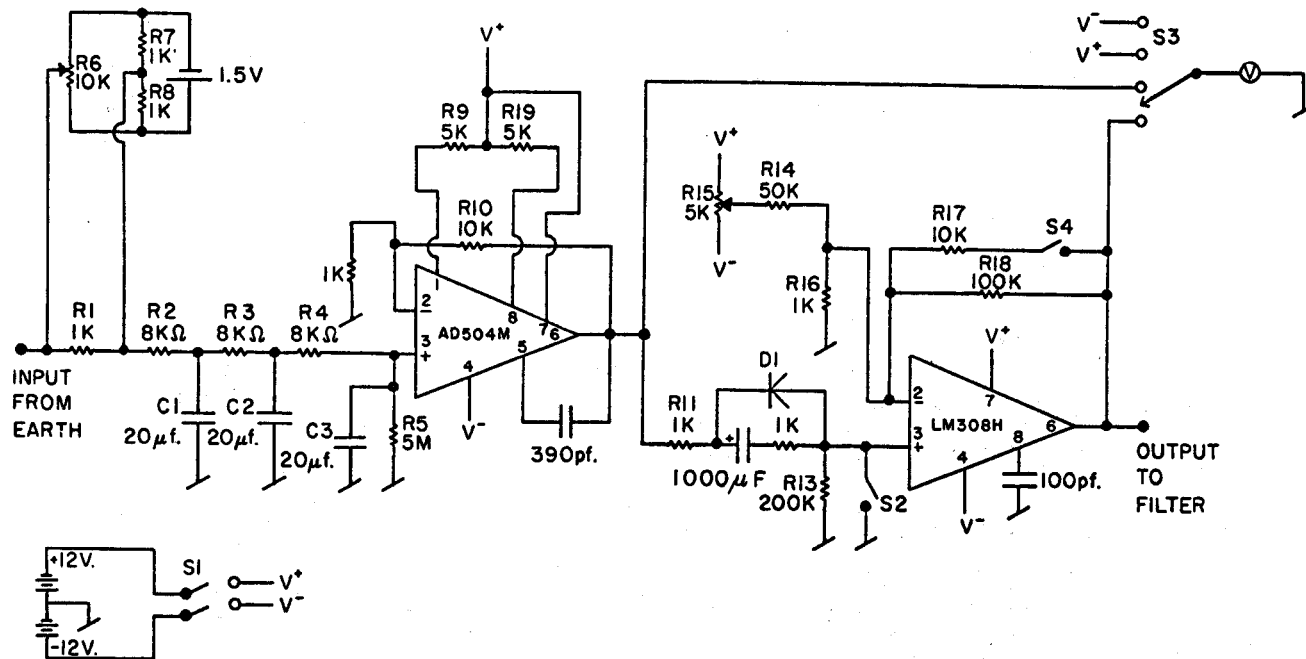 R7
1K
R6
10K
R8
1K
1.5V
V+
R9
5K
R19
5K
V-
V+
S3
V
V+
R15
5K
V-
R14
50K
R16
1K
R17
10K
S4
R18
100K
R10
10K
1K
1
2
-
3
+
AD504M
8
7
6
5
4
V-
390pf.
R1
1K
R2
8KΩ
R3
8KΩ
R4
8KΩ
INPUT
FROM
EARTH
C1
20μf.
C2
20μf.
C3
20μf.
R5
5M
D1
R11
1K
+
1K
1000μF
R13
200K
S2
V+
7
2
-
3
+
LM308H
6
8
4
V-
100pf.
OUTPUT
TO
FILTER
+12V.
S1
V+
V-
-12V.